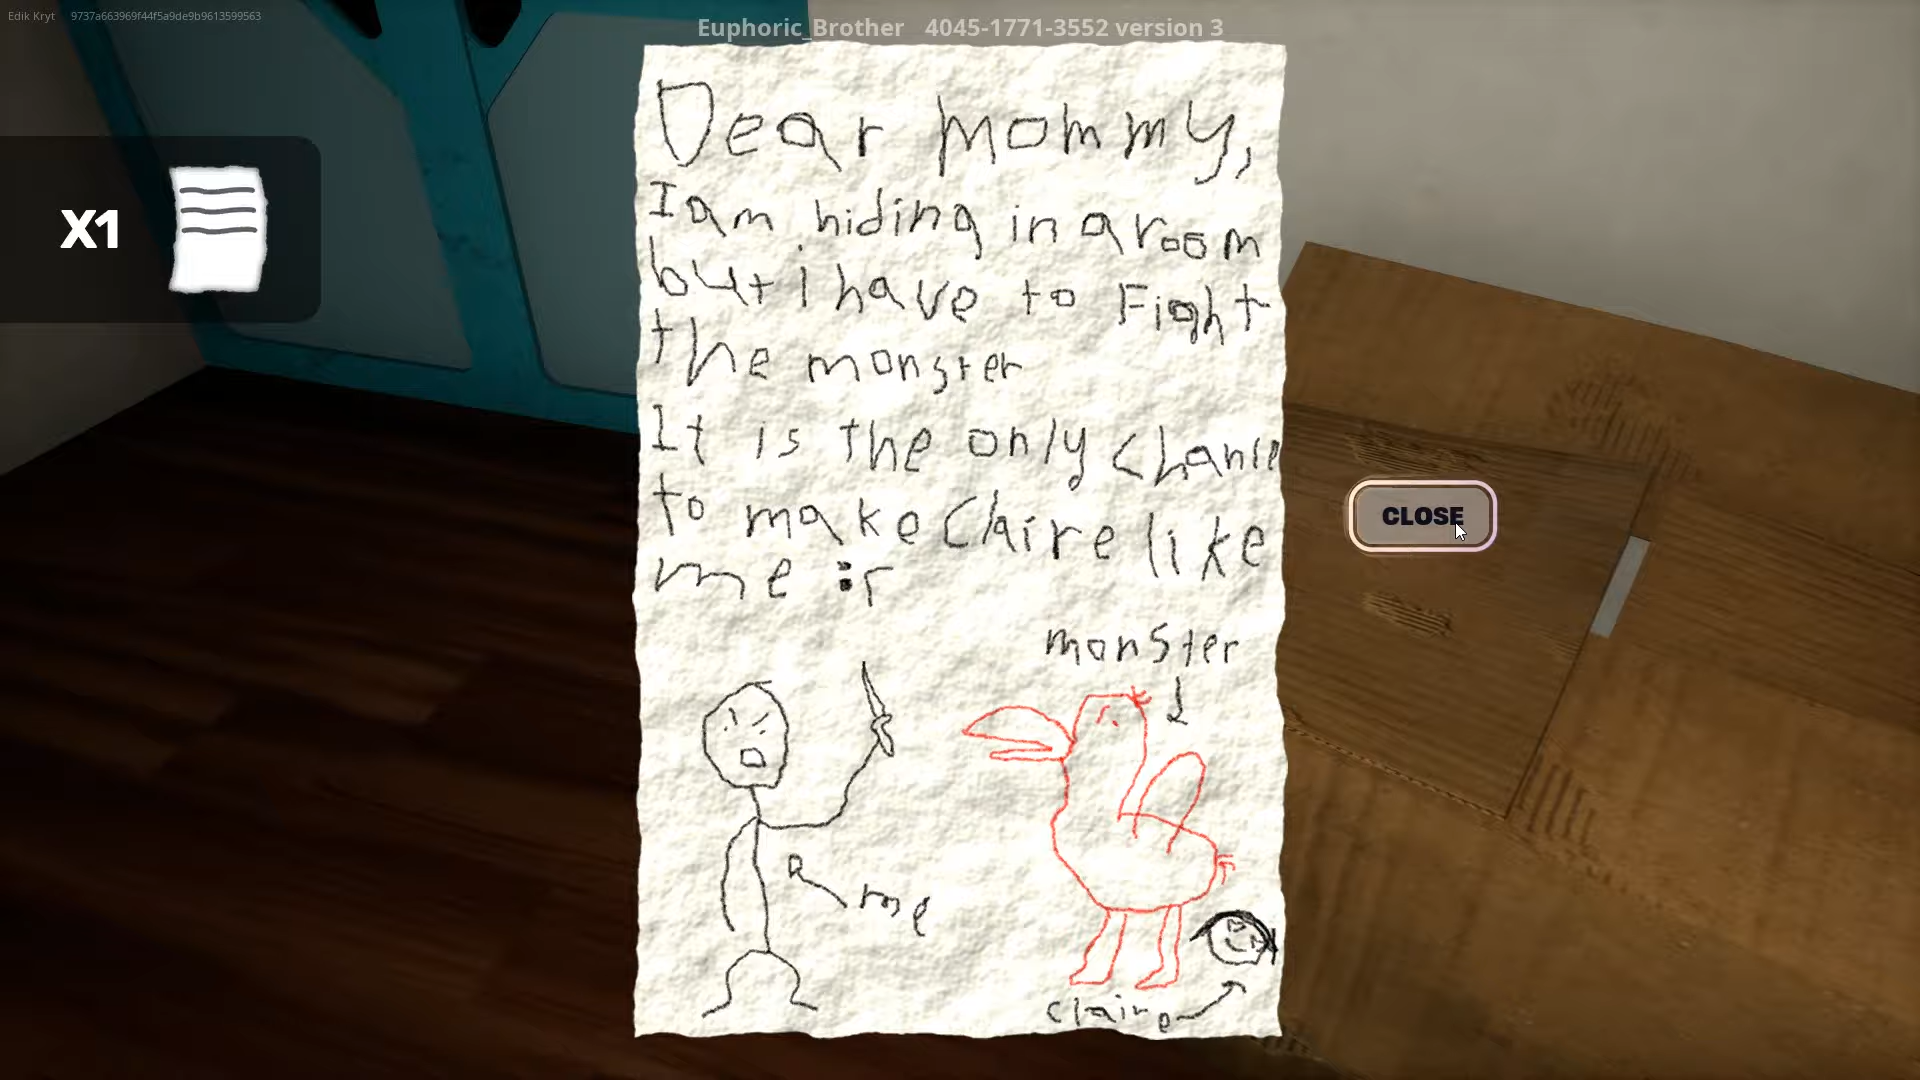 Edik Kryt 9737a663969f44f5a9de9b9613599563
Euphoric_Brother 4045-1771-3552 version 3
X1
Dear mommy,
I am hiding in a room
but i have to Fight
the monster
It is the only chance
to make Claire like
me :r
monster
me
claire
CLOSE